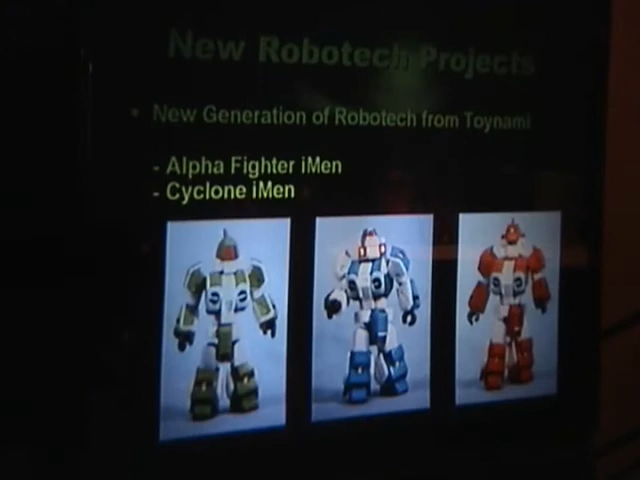 New Robotech Projects
• New Generation of Robotech from Toynami
- Alpha Fighter iMen
- Cyclone iMen